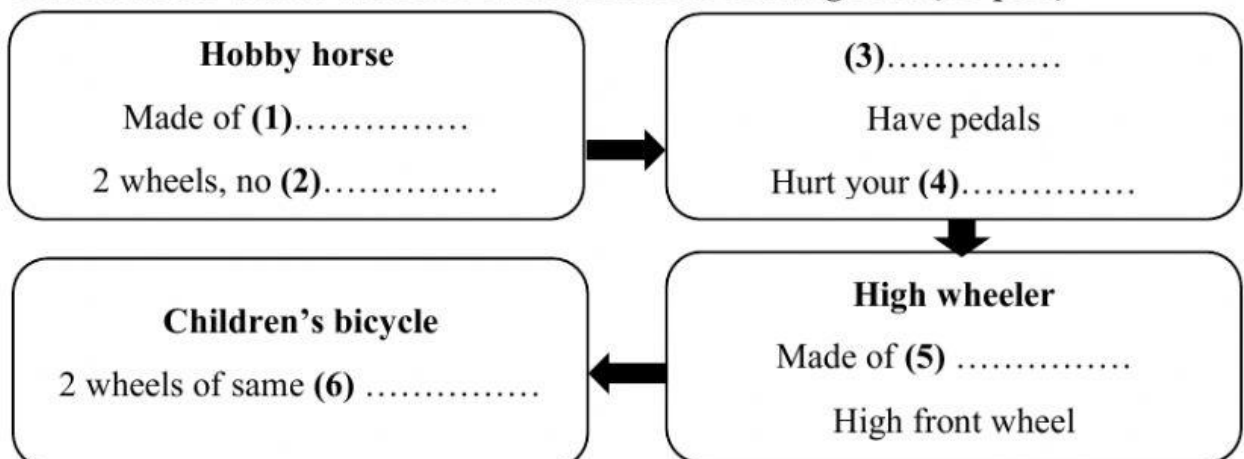 Hobby horse
Made of (1)……………
2 wheels, no (2)……………
(3)……………
Have pedals
Hurt your (4)……………
High wheeler
Made of (5) ……………
High front wheel
Children’s bicycle
2 wheels of same (6) ……………